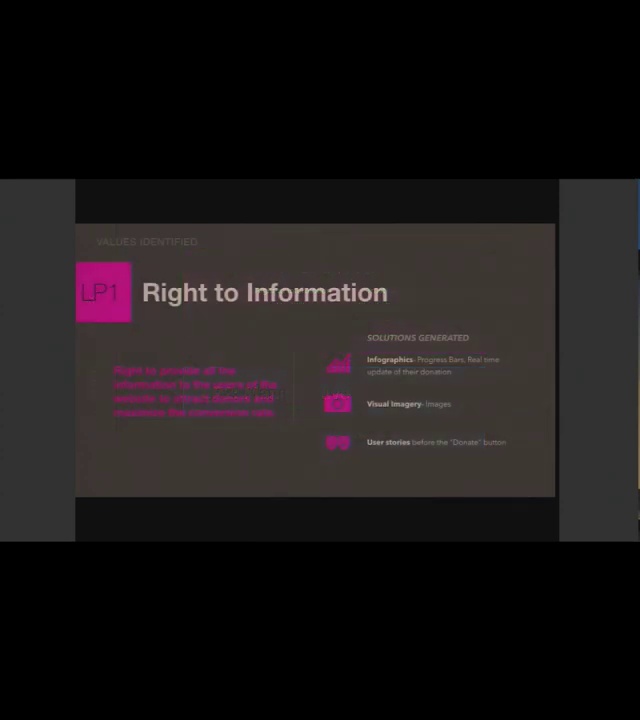 VALUES IDENTIFIED
LP1
Right to Information
Right to provide all the
information to the users of the
website to attract donors and
maximize the conversion rate.
SOLUTIONS GENERATED
Infographics- Progress Bars, Real time
update of their donation
Visual Imagery- Images
User stories before the "Donate" button